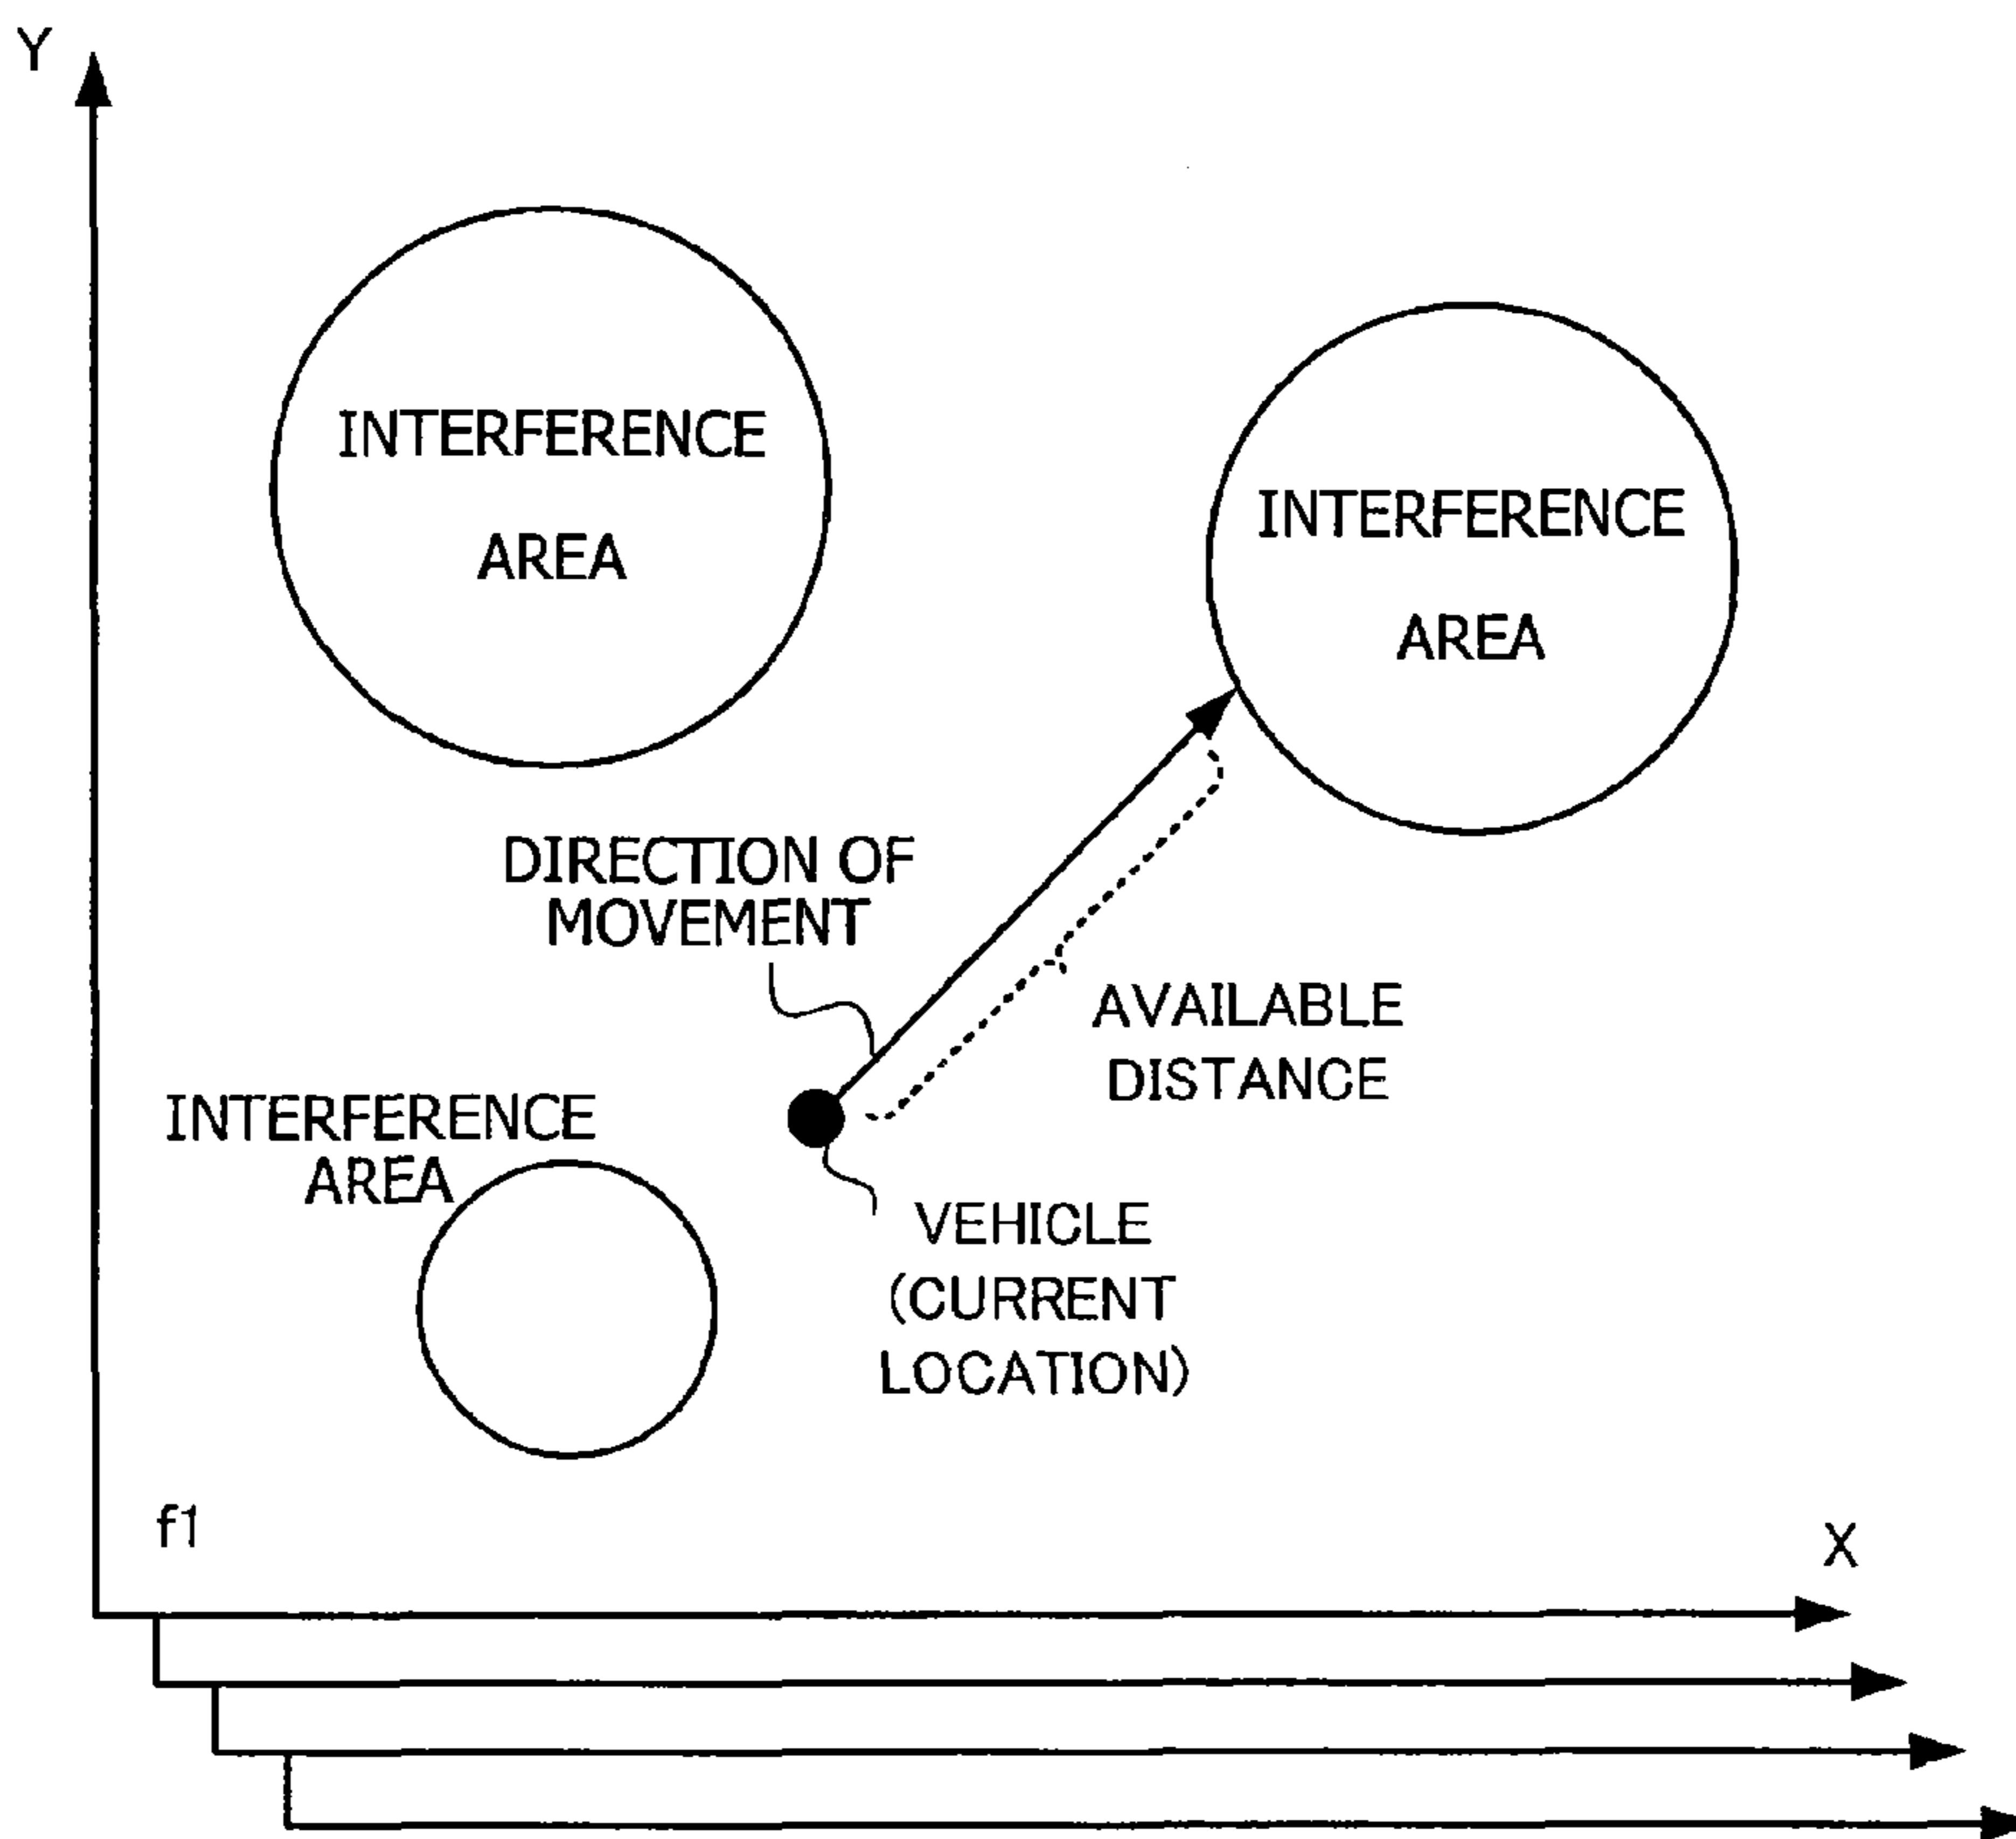 Y
INTERFERENCE
AREA
INTERFERENCE
AREA
DIRECTION OF
MOVEMENT
AVAILABLE
DISTANCE
INTERFERENCE
AREA
VEHICLE
(CURRENT
LOCATION)
f1
X